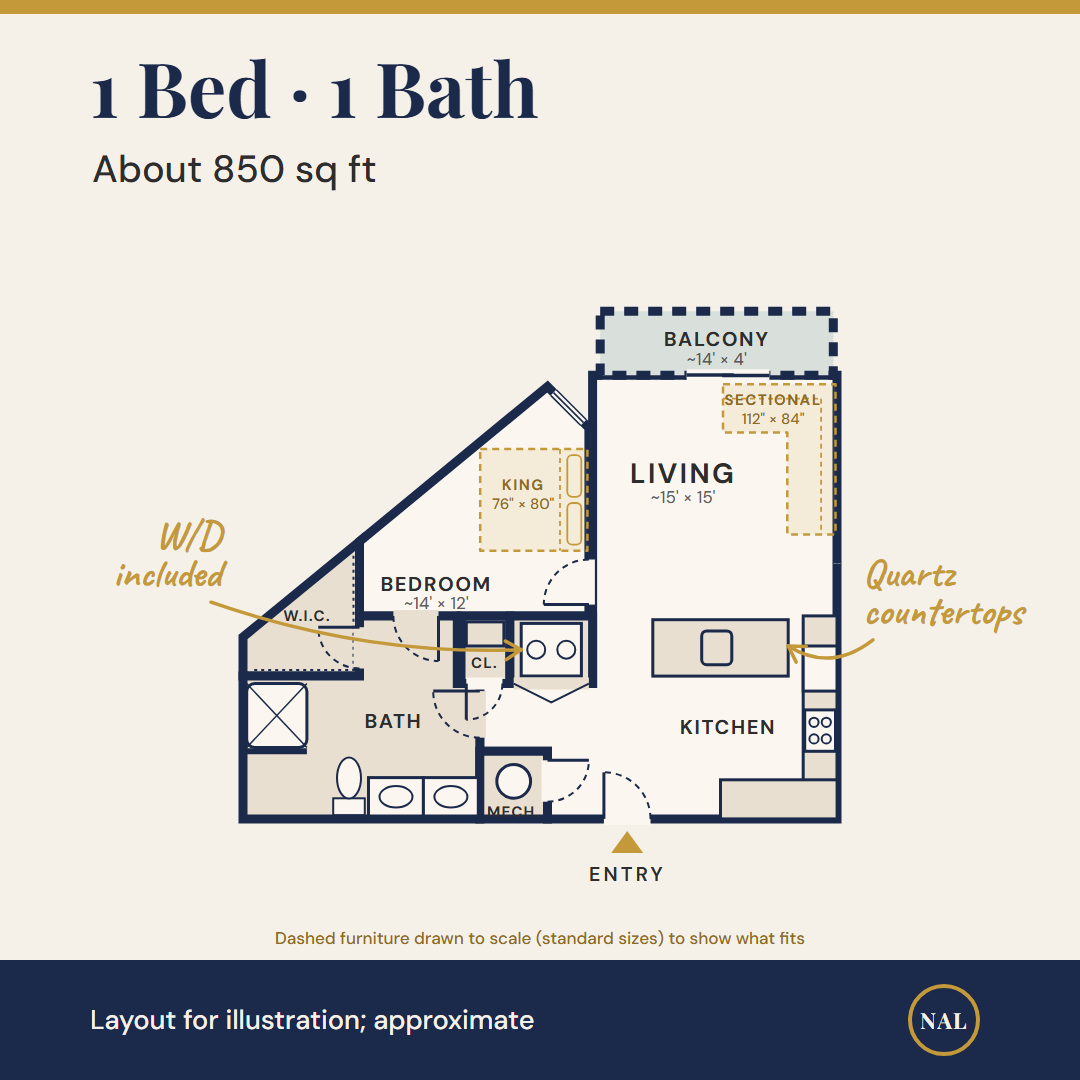 1 Bed · 1 Bath
About 850 sq ft
BALCONY
~14' × 4'
SECTIONAL
112" × 84"
LIVING
~15' × 15'
KING
76" × 80"
W/D
included
BEDROOM
~14' × 12'
Quartz
countertops
W.I.C.
CL.
BATH
KITCHEN
MECH
ENTRY
Dashed furniture drawn to scale (standard sizes) to show what fits
Layout for illustration; approximate
NAL